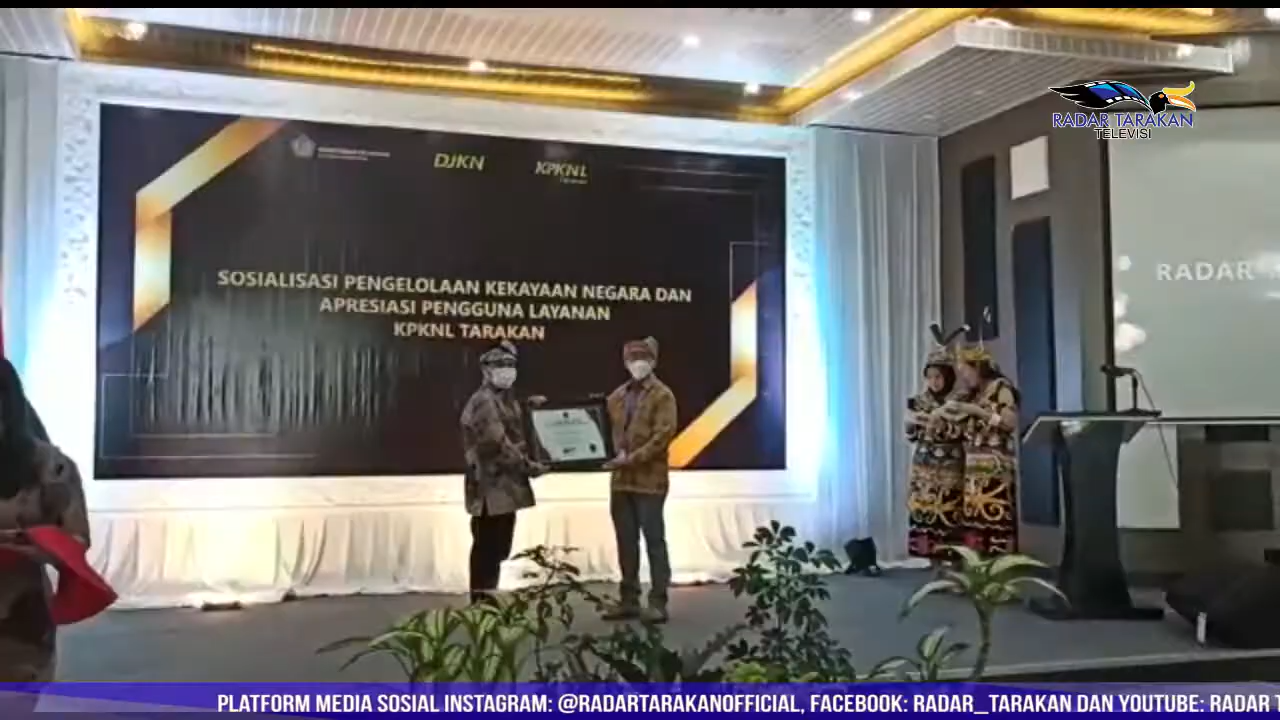 RADAR TARAKAN
TELEVISI
DJKN
KPKNL
SOSIALISASI PENGELOLAAN KEKAYAAN NEGARA DAN
APRESIASI PENGGUNA LAYANAN
KPKNL TARAKAN
RADAR
PLATFORM MEDIA SOSIAL INSTAGRAM: @RADARTARAKANOFFICIAL, FACEBOOK: RADAR_TARAKAN DAN YOUTUBE: RADAR